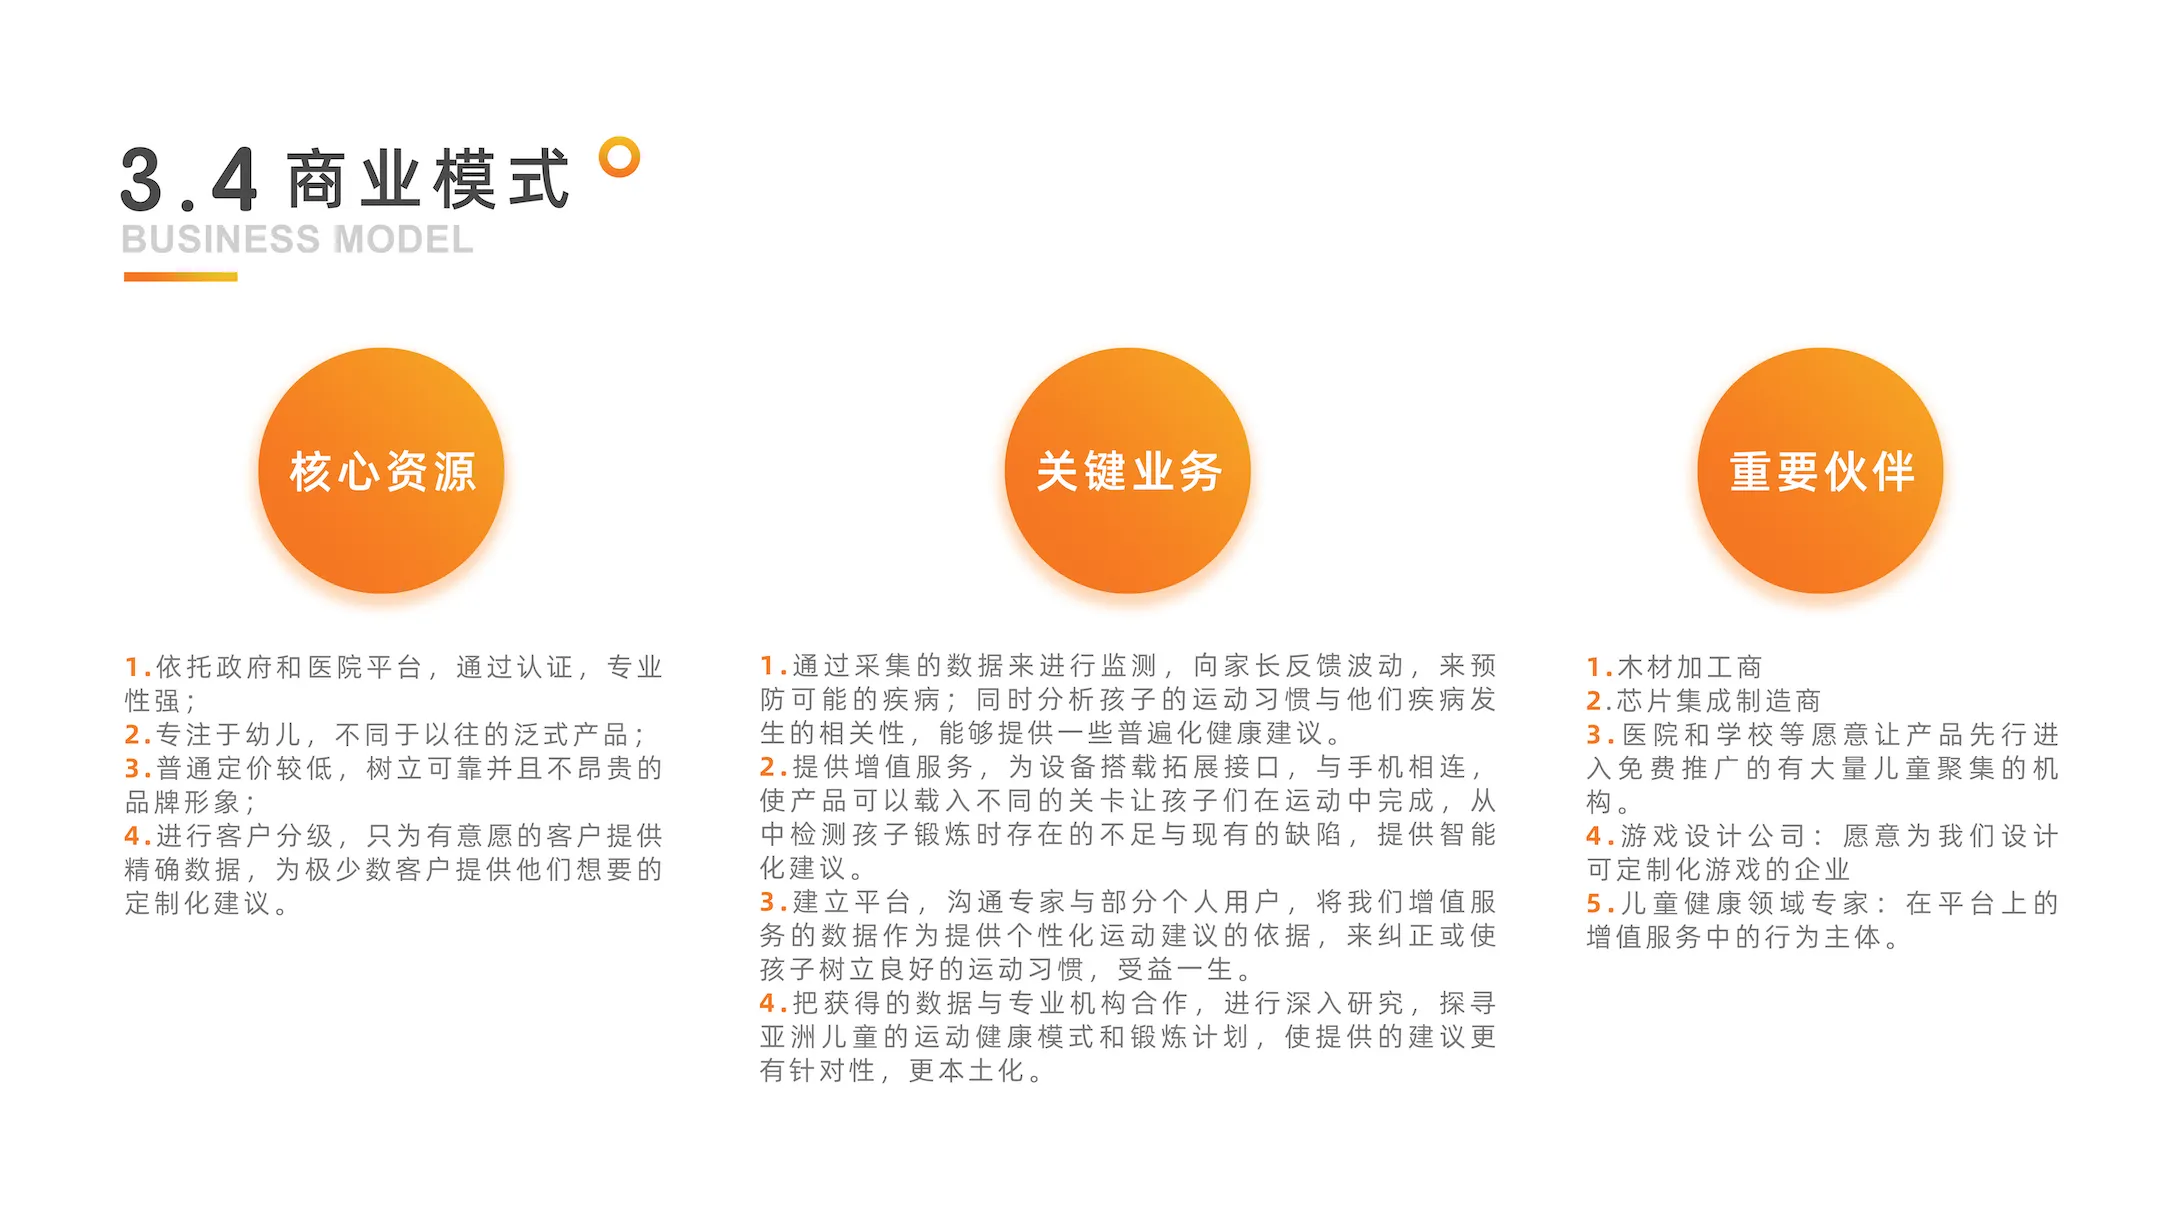 3.4 商业模式
BUSINESS MODEL
核心资源
1.依托政府和医院平台，通过认证，专业
性强；
2.专注于幼儿，不同于以往的泛式产品；
3.普通定价较低，树立可靠并且不昂贵的
品牌形象；
4.进行客户分级，只为有意愿的客户提供
精确数据，为极少数客户提供他们想要的
定制化建议。
关键业务
1.通过采集的数据来进行监测，向家长反馈波动，来预
防可能的疾病；同时分析孩子的运动习惯与他们疾病发
生的相关性，能够提供一些普遍化健康建议。
2.提供增值服务，为设备搭载拓展接口，与手机相连，
使产品可以载入不同的关卡让孩子们在运动中完成，从
中检测孩子锻炼时存在的不足与现有的缺陷，提供智能
化建议。
3.建立平台，沟通专家与部分个人用户，将我们增值服
务的数据作为提供个性化运动建议的依据，来纠正或使
孩子树立良好的运动习惯，受益一生。
4.把获得的数据与专业机构合作，进行深入研究，探寻
亚洲儿童的运动健康模式和锻炼计划，使提供的建议更
有针对性，更本土化。
重要伙伴
1.木材加工商
2.芯片集成制造商
3.医院和学校等愿意让产品先行进
入免费推广的有大量儿童聚集的机
构。
4.游戏设计公司：愿意为我们设计
可定制化游戏的企业
5.儿童健康领域专家：在平台上的
增值服务中的行为主体。